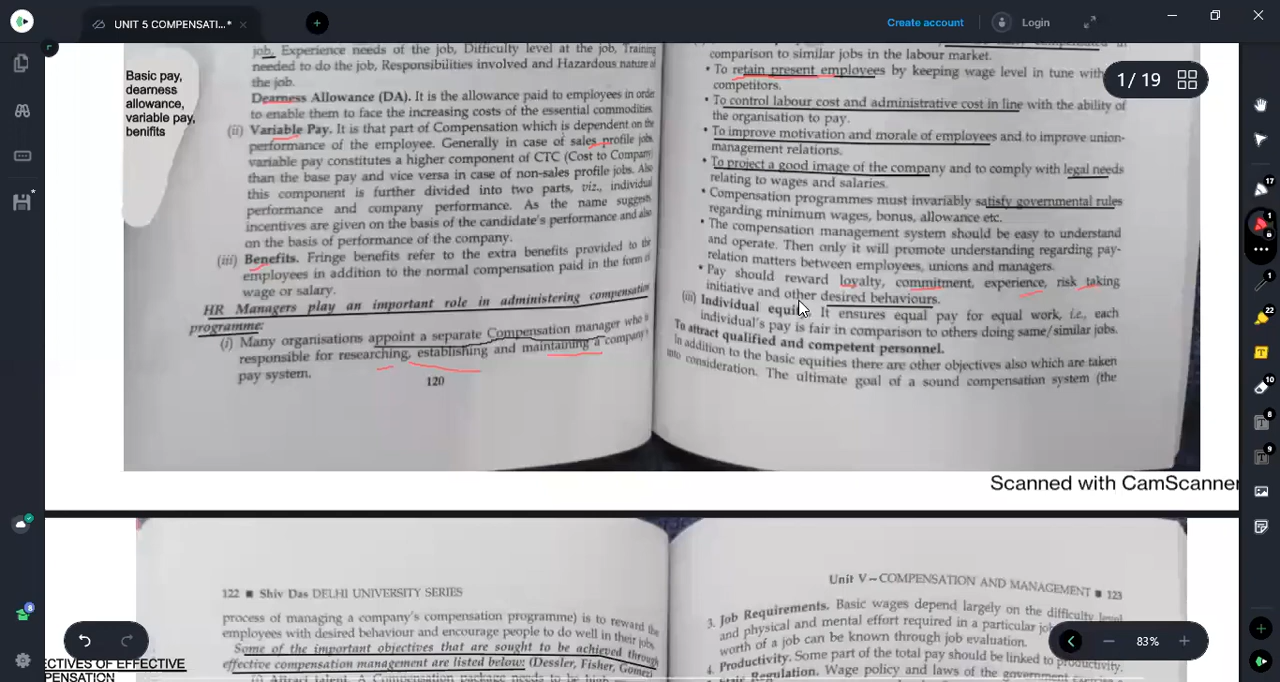 UNIT 5 COMPENSATI...*
Create account
Login
1 / 19
Basic pay,
dearness
allowance,
variable pay,
benifits
job, Experience needs of the job, Difficulty level at the job, Training
needed to do the job, Responsibilities involved and Hazardous nature of
the job.
Dearness Allowance (DA). It is the allowance paid to employees in order
to enable them to face the increasing costs of the essential commodities.
(ii) Variable Pay. It is that part of Compensation which is dependent on the
performance of the employee. Generally in case of sales profile jobs,
variable pay constitutes a higher component of CTC (Cost to Company)
than the base pay and vice versa in case of non-sales profile jobs. Also
this component is further divided into two parts, viz., individual
performance and company performance. As the name suggests
incentives are given on the basis of the candidate's performance and also
on the basis of performance of the company.
(iii) Benefits. Fringe benefits refer to the extra benefits provided to the
employees in addition to the normal compensation paid in the form of
wage or salary.
HR Managers play an important role in administering compensation
programme:
(i) Many organisations appoint a separate Compensation manager who is
responsible for researching, establishing and maintaining a company's
pay system.
120
comparison to similar jobs in the labour market.
• To retain present employees by keeping wage level in tune with
competitors.
• To control labour cost and administrative cost in line with the ability of
the organisation to pay.
• To improve motivation and morale of employees and to improve union-
management relations.
• To project a good image of the company and to comply with legal needs
relating to wages and salaries.
• Compensation programmes must invariably satisfy governmental rules
regarding minimum wages, bonus, allowance etc.
• The compensation management system should be easy to understand
and operate. Then only it will promote understanding regarding pay-
relation matters between employees, unions and managers.
• Pay should reward loyalty, commitment, experience, risk taking
initiative and other desired behaviours.
(iii) Individual equity. It ensures equal pay for equal work, i.e., each
individual's pay is fair in comparison to others doing same/similar jobs.
To attract qualified and competent personnel.
In addition to the basic equities there are other objectives also which are taken
into consideration. The ultimate goal of a sound compensation system (the
Scanned with CamScanner
122 ■ Shiv Das DELHI UNIVERSITY SERIES
process of managing a company's compensation programme) is to reward the
employees with desired behaviour and encourage people to do well in their jobs.
Some of the important objectives that are sought to be achieved through
effective compensation management are listed below: (Dessler, Fisher, Gomez
(i) Attract talent. A Compensation package needs to be high
Unit V – COMPENSATION AND MANAGEMENT ■ 123
3. Job Requirements. Basic wages depend largely on the difficulty level
and physical and mental effort required in a particular job
worth of a job can be known through job evaluation.
4. Productivity. Some part of the total pay should be linked to productivity.
Regulation. Wage policy and laws of the government
ECTIVES OF EFFECTIVE
PENSATION
83%